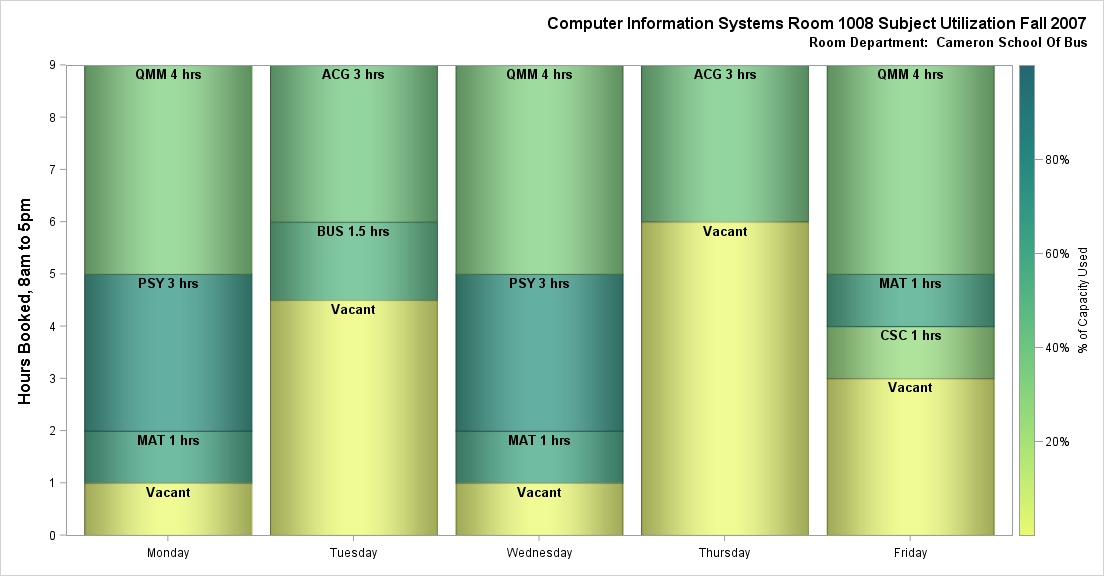 Computer Information Systems Room 1008 Subject Utilization Fall 2007
Room Department: Cameron School Of Bus
Hours Booked, 8am to 5pm
9
8
7
6
5
4
3
2
1
0
QMM 4 hrs
PSY 3 hrs
MAT 1 hrs
Vacant
ACG 3 hrs
BUS 1.5 hrs
Vacant
QMM 4 hrs
PSY 3 hrs
MAT 1 hrs
Vacant
ACG 3 hrs
Vacant
QMM 4 hrs
MAT 1 hrs
CSC 1 hrs
Vacant
Monday
Tuesday
Wednesday
Thursday
Friday
80%
60%
40%
20%
% of Capacity Used